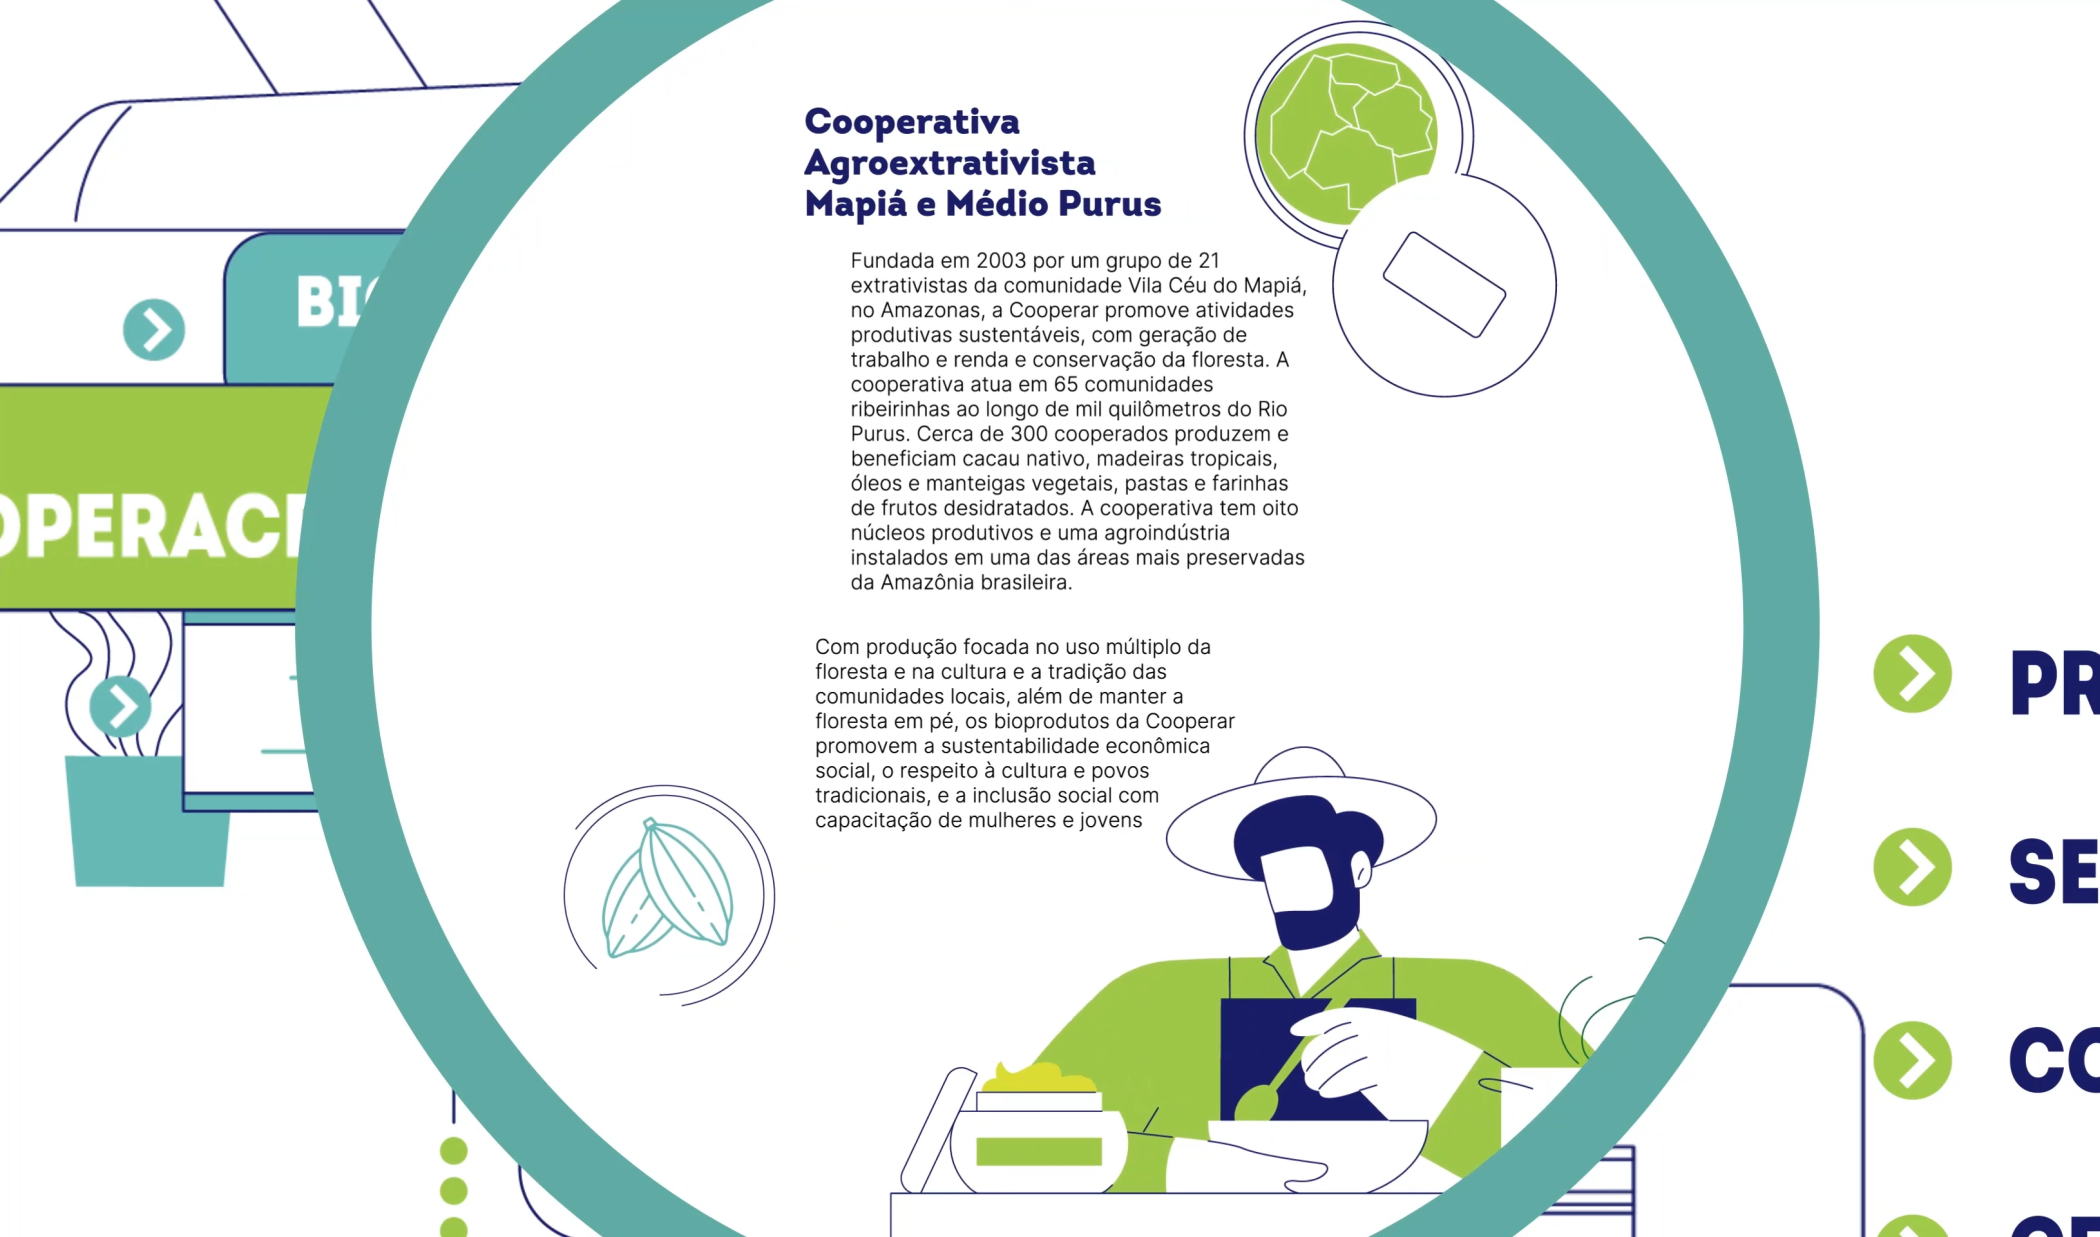 Cooperativa
Agroextrativista
Mapiá e Médio Purus
Fundada em 2003 por um grupo de 21
extrativistas da comunidade Vila Céu do Mapiá,
no Amazonas, a Cooperar promove atividades
produtivas sustentáveis, com geração de
trabalho e renda e conservação da floresta. A
cooperativa atua em 65 comunidades
ribeirinhas ao longo de mil quilômetros do Rio
Purus. Cerca de 300 cooperados produzem e
beneficiam cacau nativo, madeiras tropicais,
óleos e manteigas vegetais, pastas e farinhas
de frutos desidratados. A cooperativa tem oito
núcleos produtivos e uma agroindústria
instalados em uma das áreas mais preservadas
da Amazônia brasileira.
Com produção focada no uso múltiplo da
floresta e na cultura e a tradição das
comunidades locais, além de manter a
floresta em pé, os bioprodutos da Cooperar
promovem a sustentabilidade econômica
social, o respeito à cultura e povos
tradicionais, e a inclusão social com
capacitação de mulheres e jovens
PR
SE